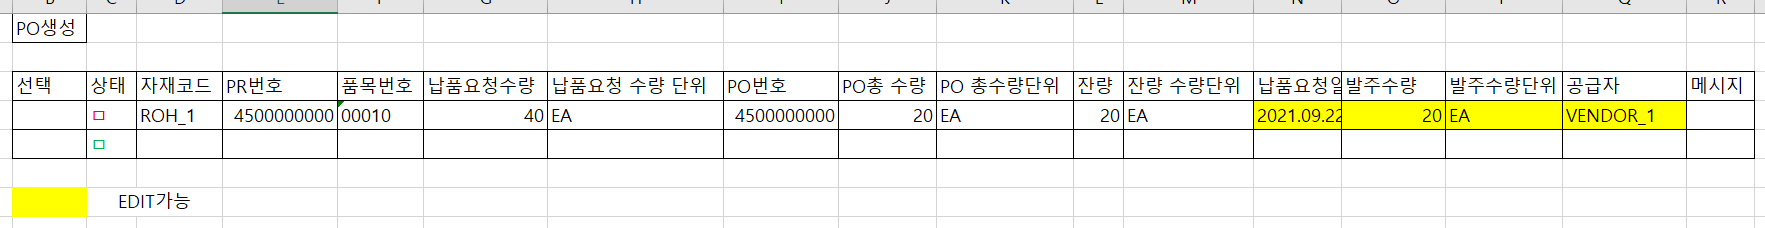 PO생성
선택 상태 자재코드 PR번호 품목번호 납품요청수량 납품요청 수량 단위 PO번호 PO총 수량 PO 총수량단위 잔량 잔량 수량단위 납품요청일 발주수량 발주수량단위 공급자 메시지
ㅁ ROH_1 4500000000 00010 40 EA 4500000000 20 EA 20 EA 2021.09.22 20 EA VENDOR_1
ㅁ
EDIT가능